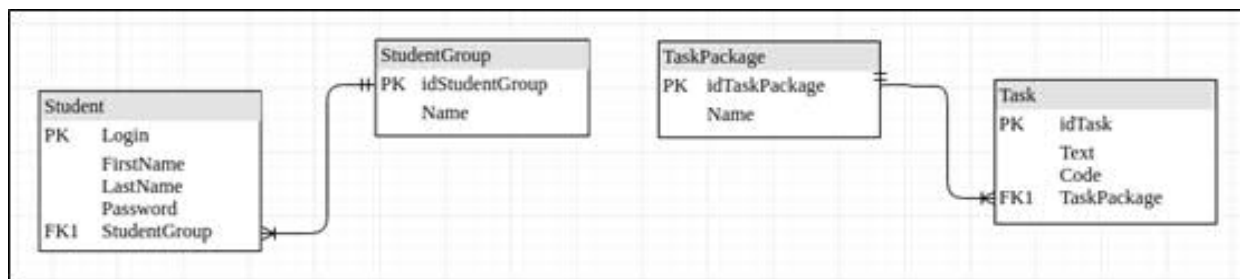 Student
PK Login
FirstName
LastName
Password
FK1 StudentGroup
StudentGroup
PK idStudentGroup
Name
TaskPackage
PK idTaskPackage
Name
Task
PK idTask
Text
Code
FK1 TaskPackage